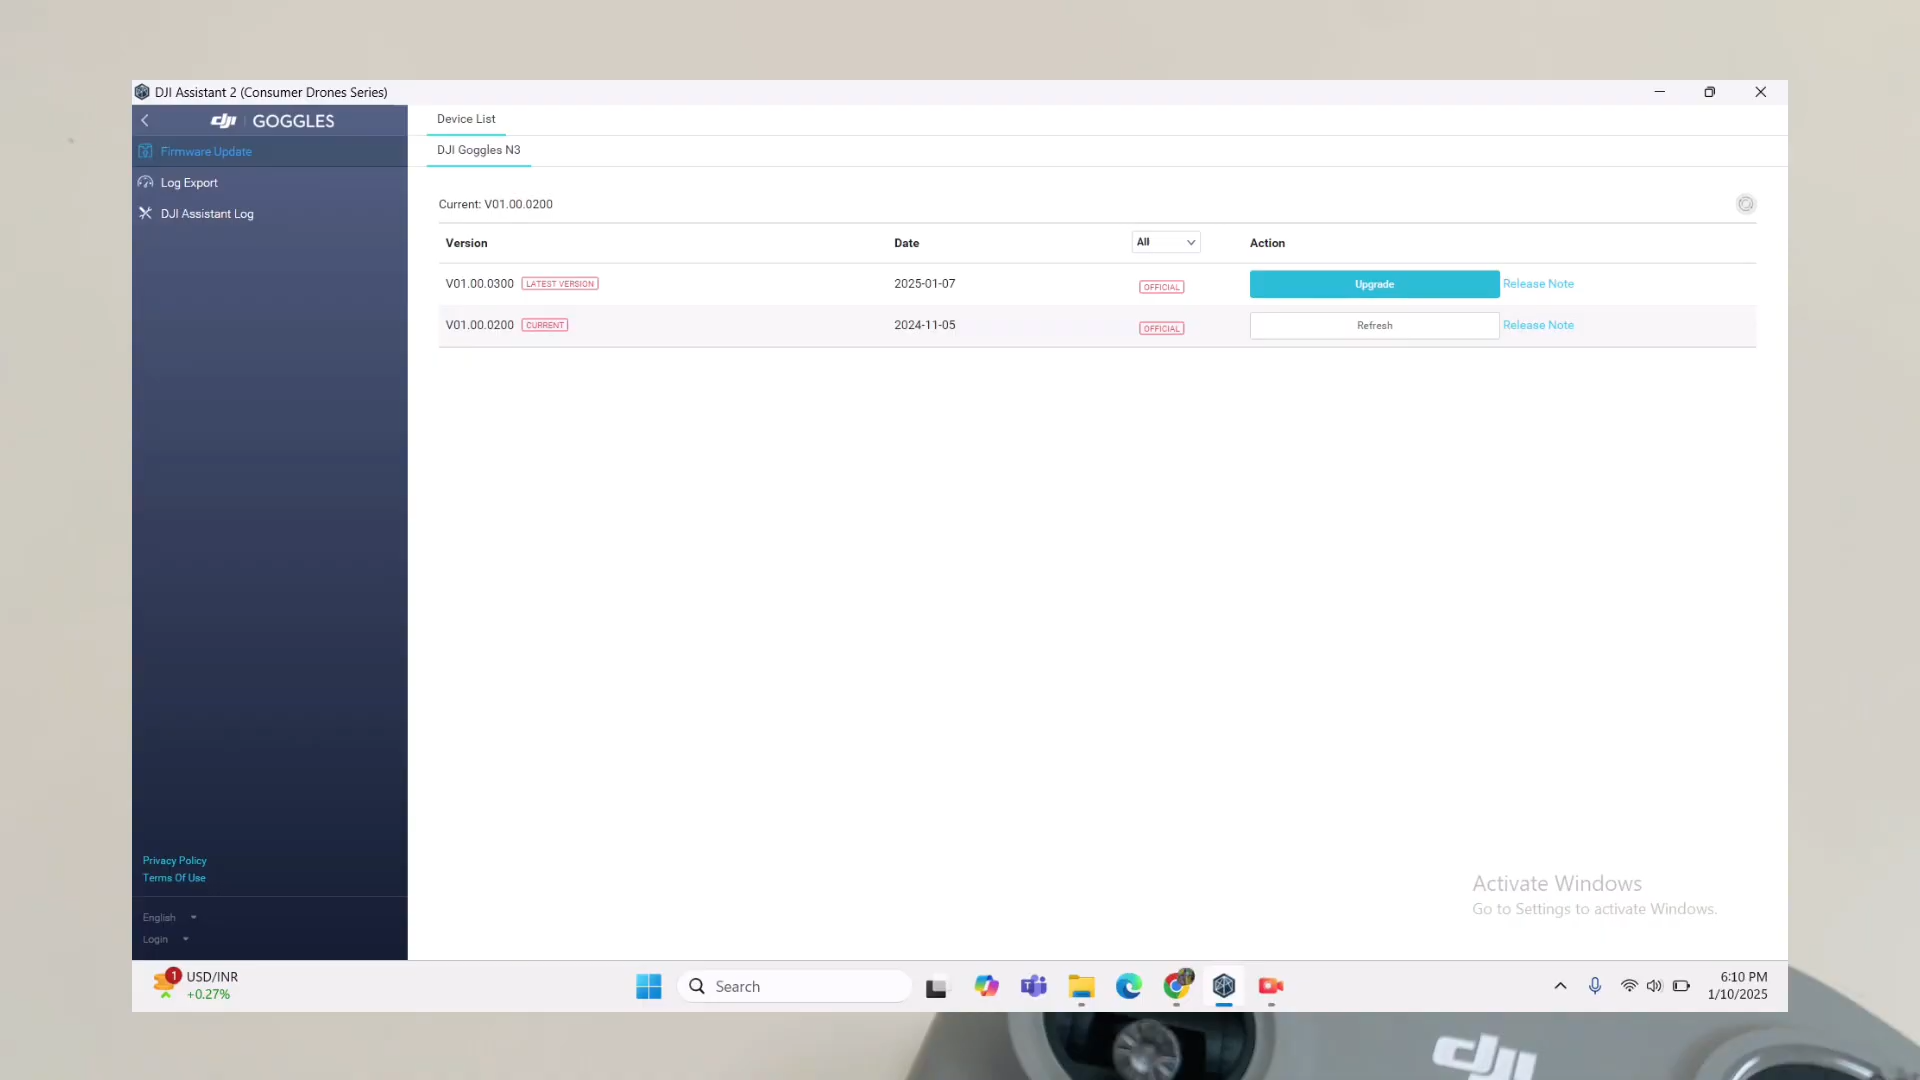 DJI Assistant 2 (Consumer Drones Series)
dji GOGGLES
Firmware Update
Log Export
DJI Assistant Log
Privacy Policy
Terms Of Use
English
Login
Device List
DJI Goggles N3
Current: V01.00.0200
Version Date All Action
V01.00.0300 LATEST VERSION 2025-01-07 OFFICIAL Upgrade Release Note
V01.00.0200 CURRENT 2024-11-05 OFFICIAL Refresh Release Note
Activate Windows
Go to Settings to activate Windows.
1 USD/INR
+0.27%
Search
6:10 PM
1/10/2025
dji